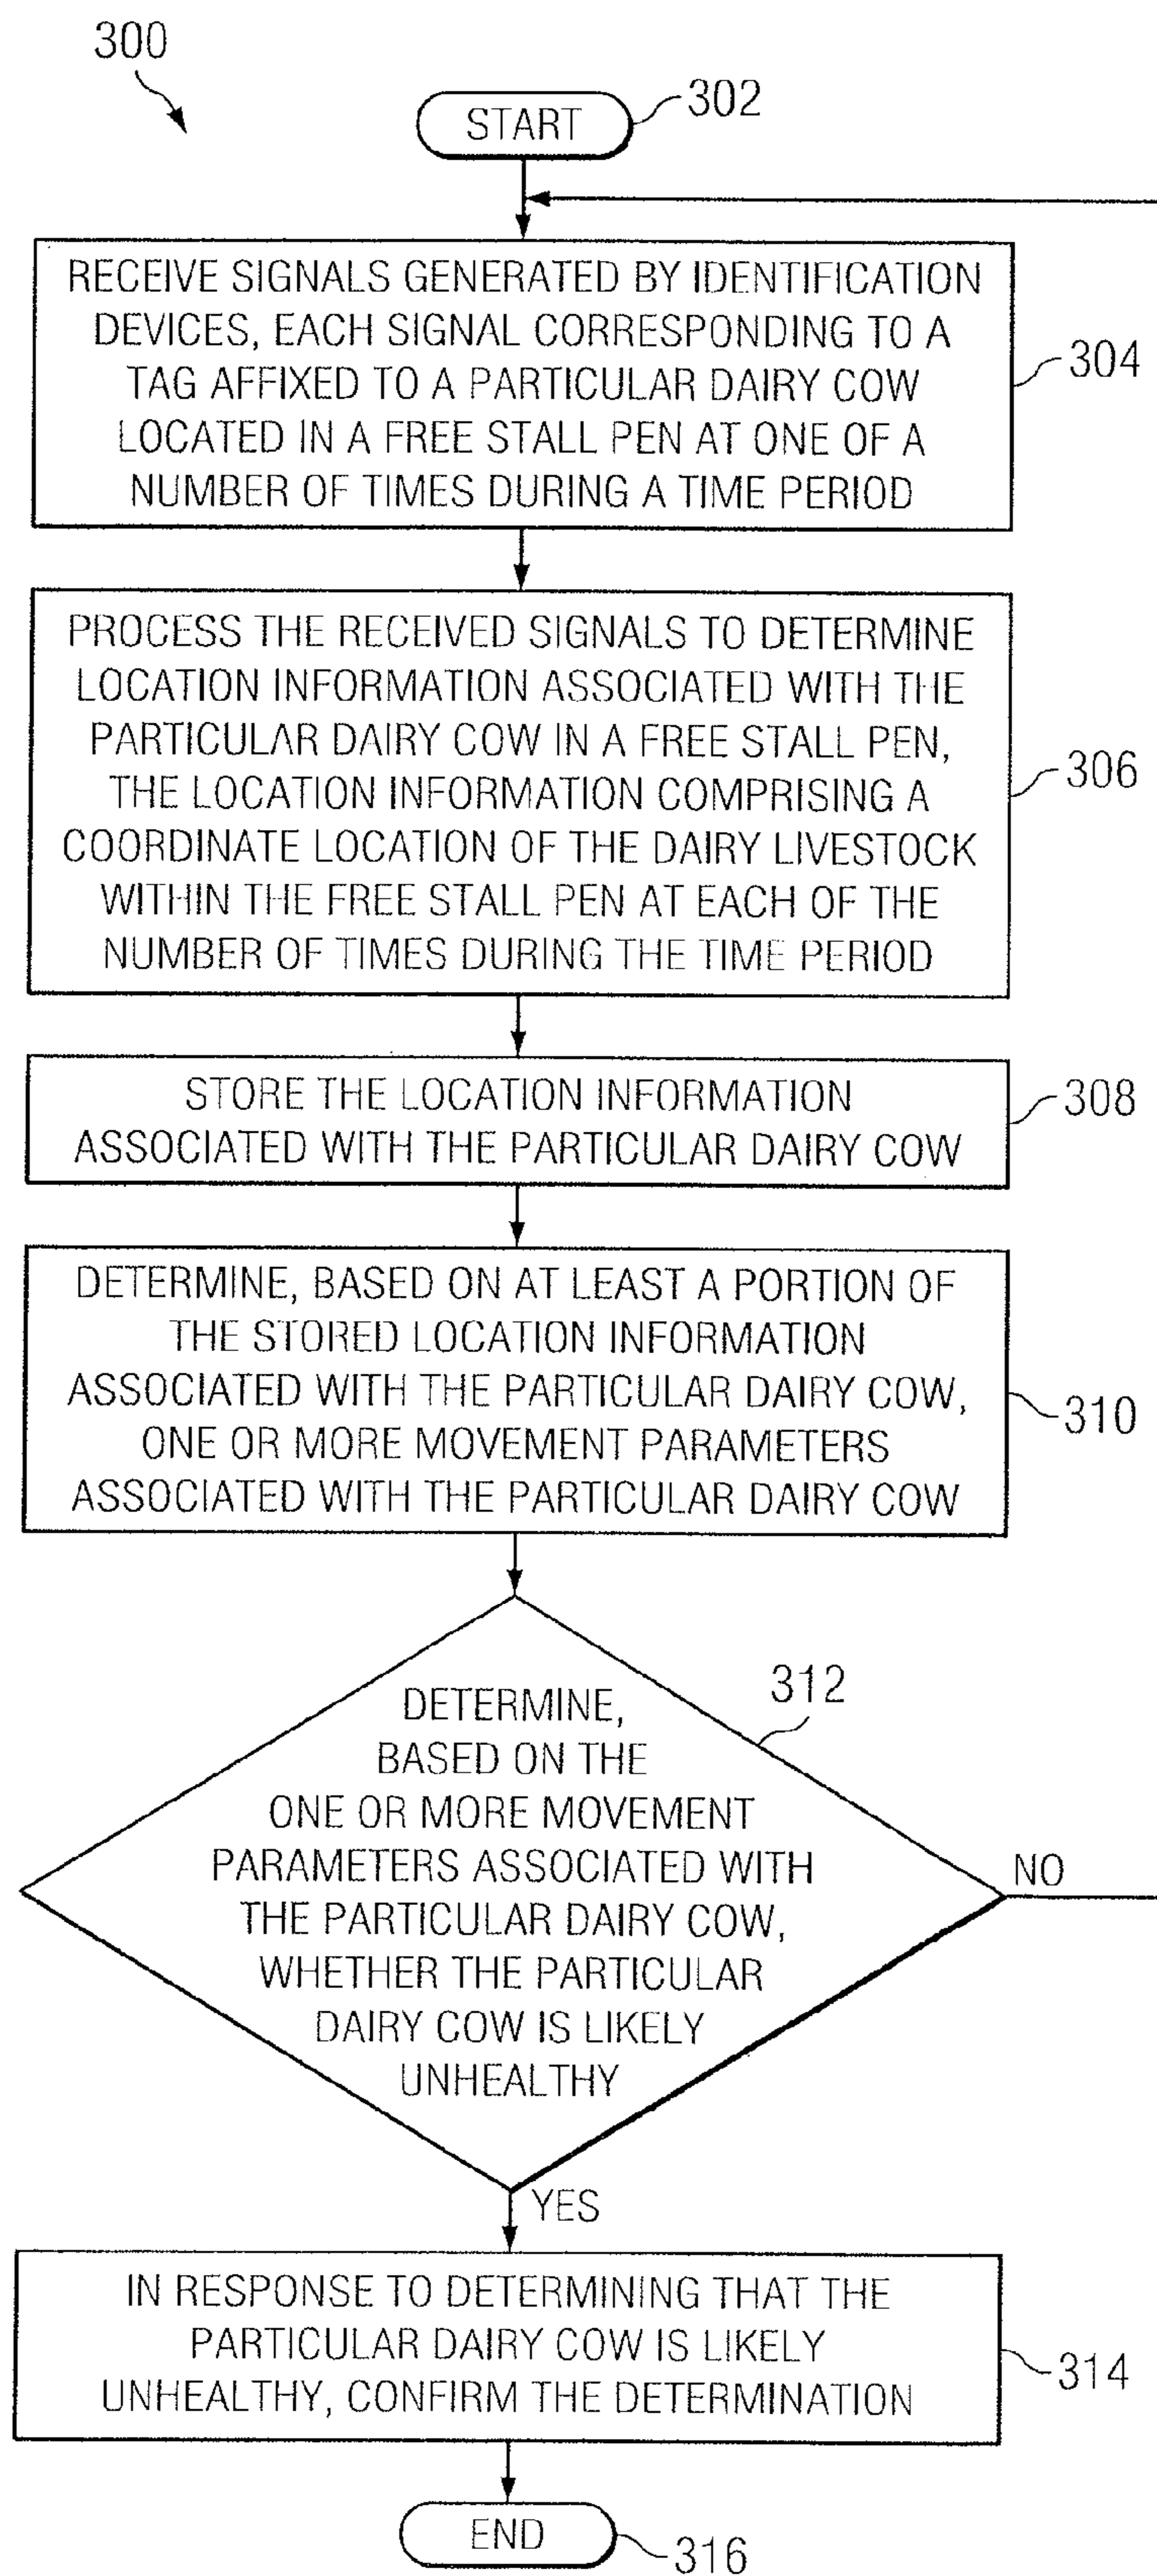 300
START
302
RECEIVE SIGNALS GENERATED BY IDENTIFICATION
DEVICES, EACH SIGNAL CORRESPONDING TO A
TAG AFFIXED TO A PARTICULAR DAIRY COW
LOCATED IN A FREE STALL PEN AT ONE OF A
NUMBER OF TIMES DURING A TIME PERIOD
304
PROCESS THE RECEIVED SIGNALS TO DETERMINE
LOCATION INFORMATION ASSOCIATED WITH THE
PARTICULAR DAIRY COW IN A FREE STALL PEN,
THE LOCATION INFORMATION COMPRISING A
COORDINATE LOCATION OF THE DAIRY LIVESTOCK
WITHIN THE FREE STALL PEN AT EACH OF THE
NUMBER OF TIMES DURING THE TIME PERIOD
306
STORE THE LOCATION INFORMATION
ASSOCIATED WITH THE PARTICULAR DAIRY COW
308
DETERMINE, BASED ON AT LEAST A PORTION OF
THE STORED LOCATION INFORMATION
ASSOCIATED WITH THE PARTICULAR DAIRY COW,
ONE OR MORE MOVEMENT PARAMETERS
ASSOCIATED WITH THE PARTICULAR DAIRY COW
310
DETERMINE,
BASED ON THE
ONE OR MORE MOVEMENT
PARAMETERS ASSOCIATED WITH
THE PARTICULAR DAIRY COW,
WHETHER THE PARTICULAR
DAIRY COW IS LIKELY
UNHEALTHY
312
NO
YES
IN RESPONSE TO DETERMINING THAT THE
PARTICULAR DAIRY COW IS LIKELY
UNHEALTHY, CONFIRM THE DETERMINATION
314
END
316